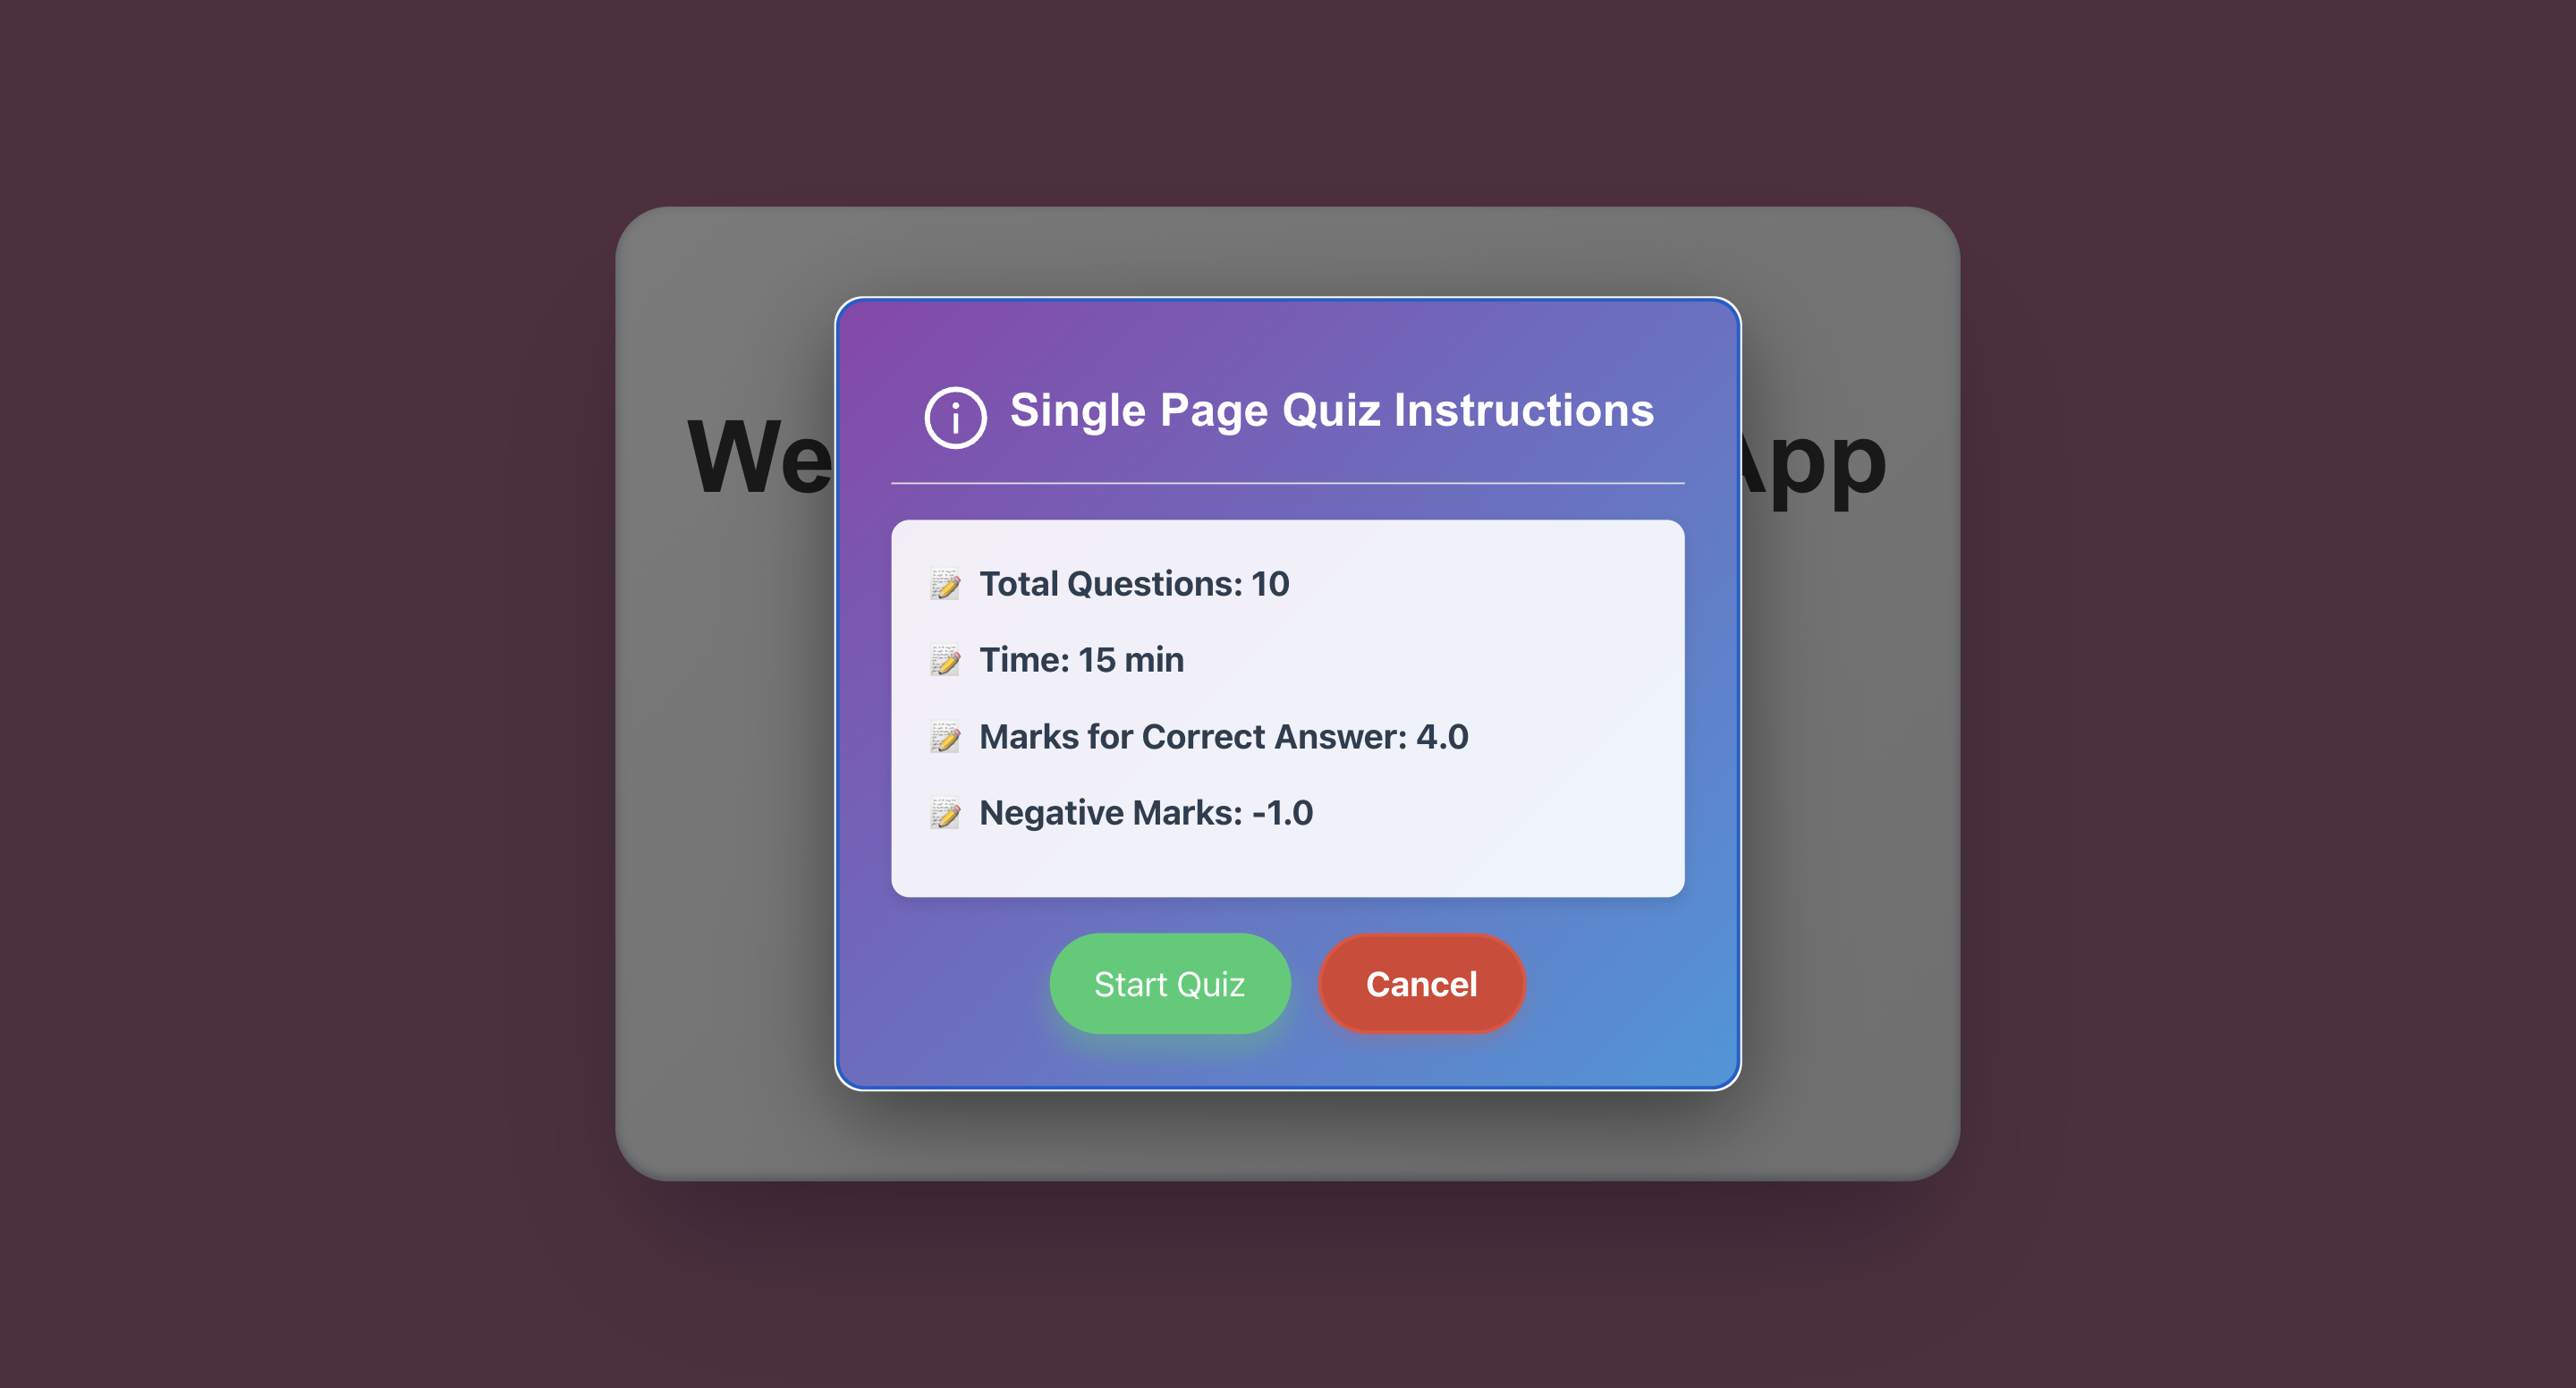 Single Page Quiz Instructions
We
App
📝 Total Questions: 10
📝 Time: 15 min
📝 Marks for Correct Answer: 4.0
📝 Negative Marks: -1.0
Start Quiz
Cancel